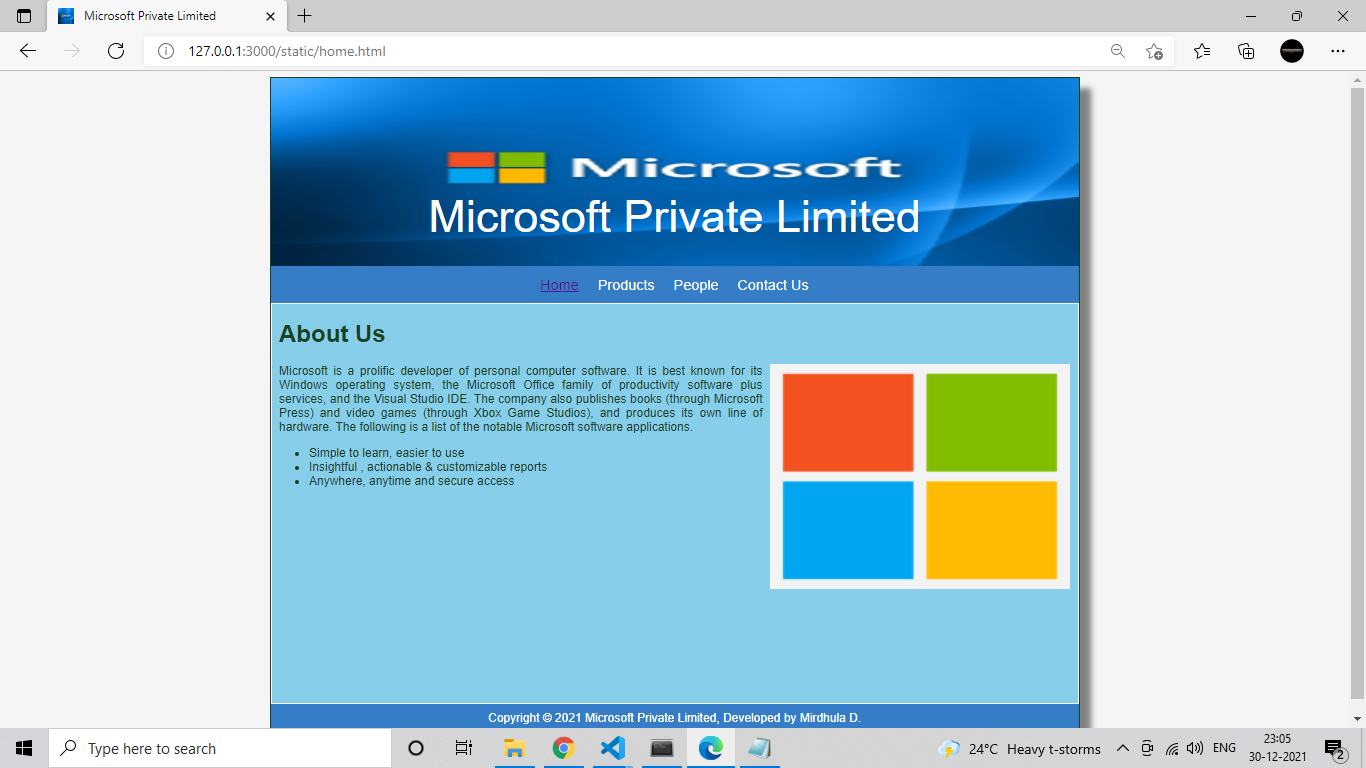 Microsoft Private Limited
127.0.0.1:3000/static/home.html
Microsoft
Microsoft Private Limited
Home Products People Contact Us
About Us
Microsoft is a prolific developer of personal computer software. It is best known for its
Windows operating system, the Microsoft Office family of productivity software plus
services, and the Visual Studio IDE. The company also publishes books (through Microsoft
Press) and video games (through Xbox Game Studios), and produces its own line of
hardware. The following is a list of the notable Microsoft software applications.
• Simple to learn, easier to use
• Insightful , actionable & customizable reports
• Anywhere, anytime and secure access
Copyright © 2021 Microsoft Private Limited, Developed by Mirdhula D.
Type here to search
24°C Heavy t-storms
ENG
23:05
30-12-2021
2